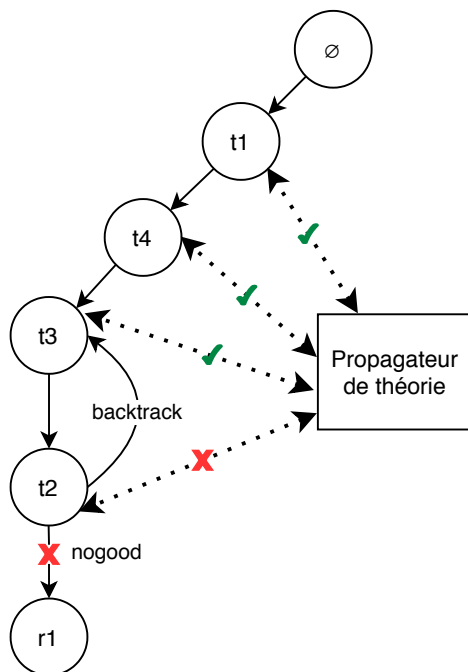 ∅
t1
t4
t3
Propagateur
de théorie
backtrack
t2
nogood
r1